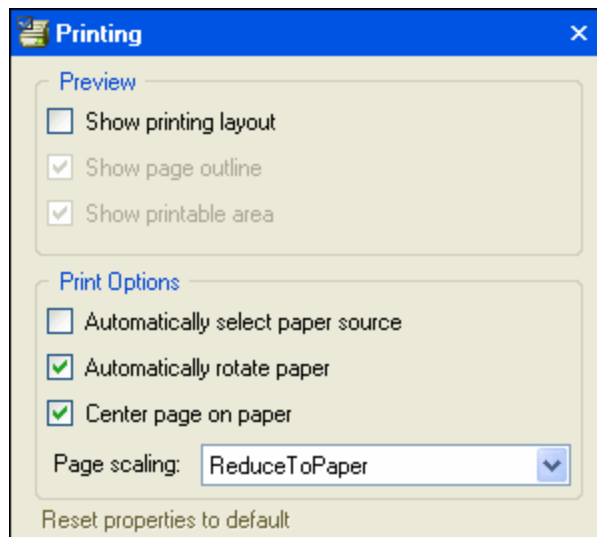 Printing
Preview
Show printing layout
Show page outline
Show printable area
Print Options
Automatically select paper source
Automatically rotate paper
Center page on paper
Page scaling: ReduceToPaper
Reset properties to default